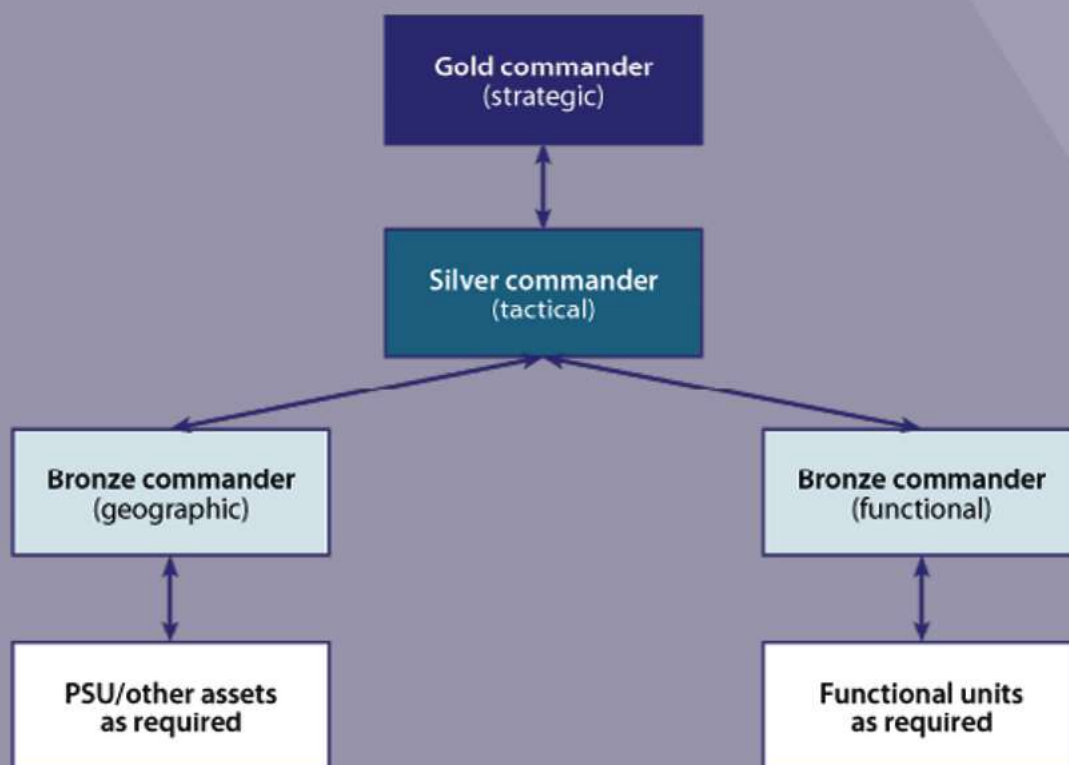 Gold commander
(strategic)
Silver commander
(tactical)
Bronze commander
(geographic)
Bronze commander
(functional)
PSU/other assets
as required
Functional units
as required